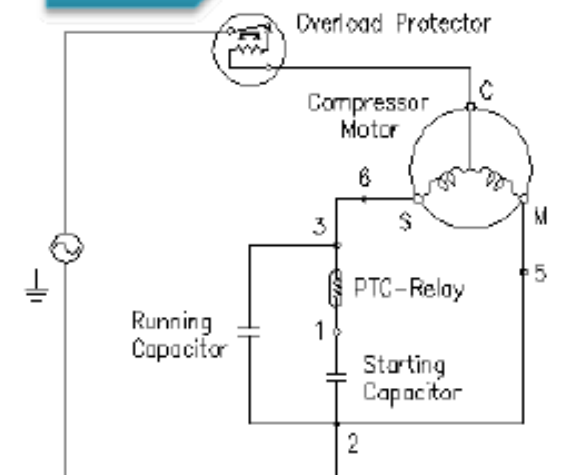 Overload Protector
C
Compressor
Motor
6
S
M
3
5
PTC-Relay
Running
Capacitor
1
Starting
Capacitor
2